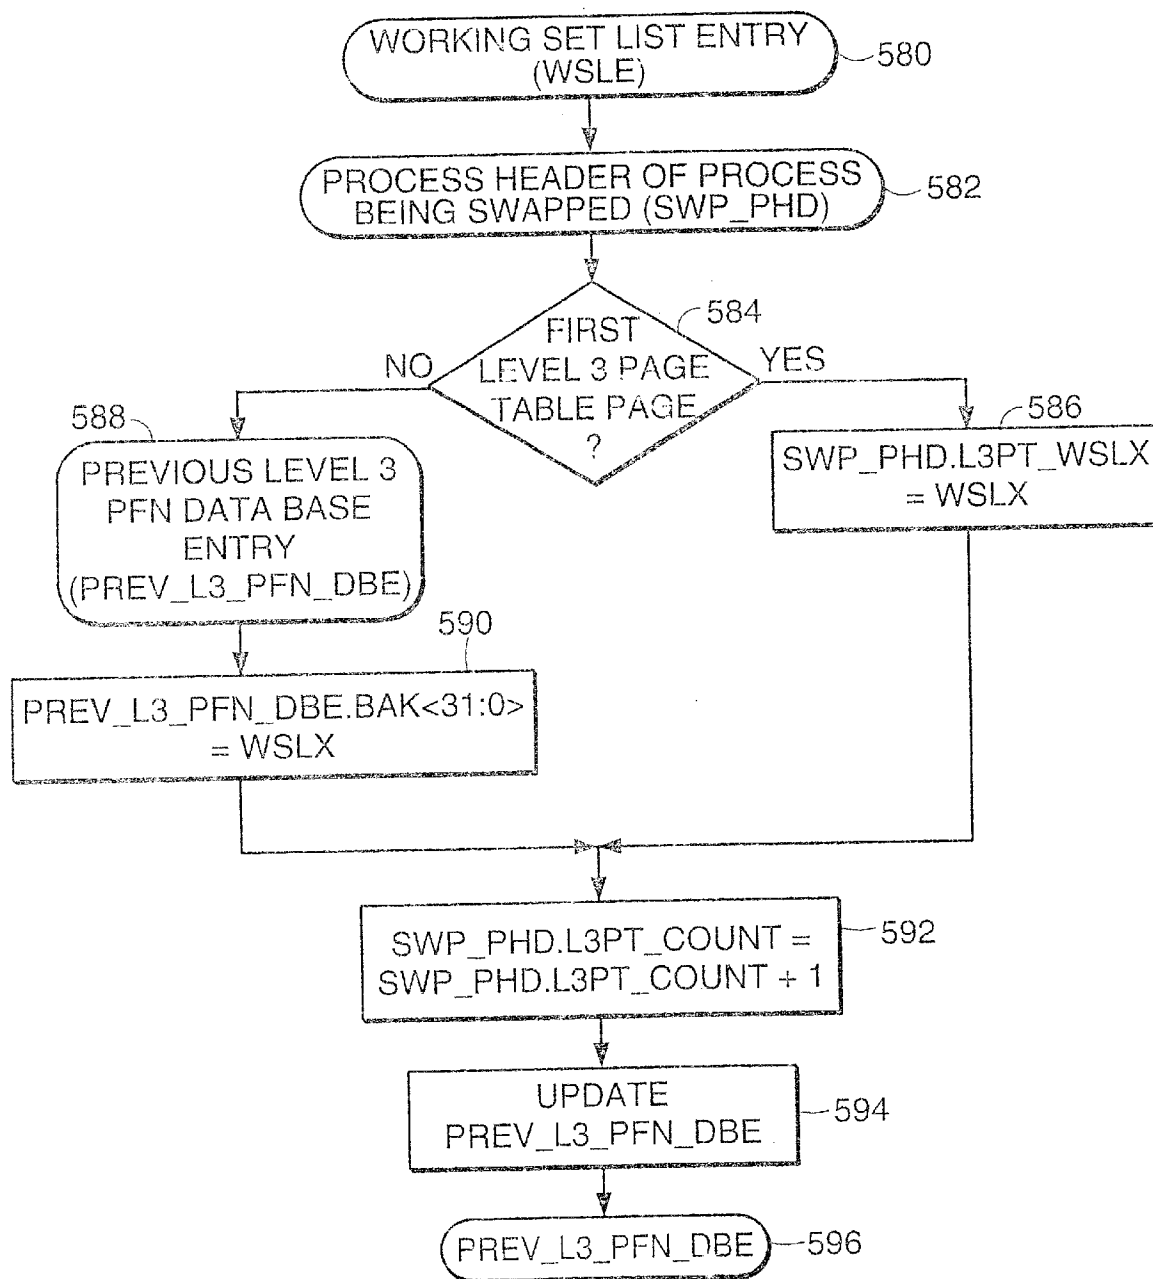 WORKING SET LIST ENTRY
(WSLE)
580
PROCESS HEADER OF PROCESS
BEING SWAPPED (SWP_PHD)
582
584
FIRST
LEVEL 3 PAGE
TABLE PAGE
?
NO
YES
588
PREVIOUS LEVEL 3
PFN DATA BASE
ENTRY
(PREV_L3_PFN_DBE)
586
SWP_PHD.L3PT_WSLX
= WSLX
590
PREV_L3_PFN_DBE.BAK<31:0>
= WSLX
SWP_PHD.L3PT_COUNT =
SWP_PHD.L3PT_COUNT + 1
592
UPDATE
PREV_L3_PFN_DBE
594
PREV_L3_PFN_DBE
596